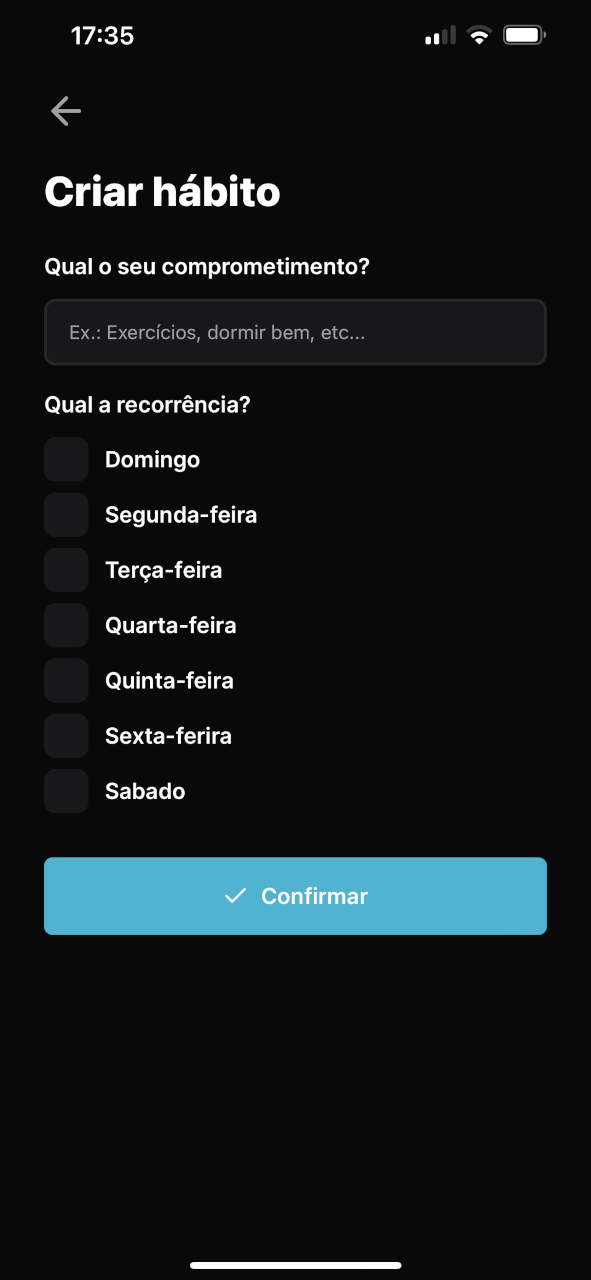 17:35
Criar hábito
Qual o seu comprometimento?
Ex.: Exercícios, dormir bem, etc...
Qual a recorrência?
Domingo
Segunda-feira
Terça-feira
Quarta-feira
Quinta-feira
Sexta-ferira
Sabado
Confirmar